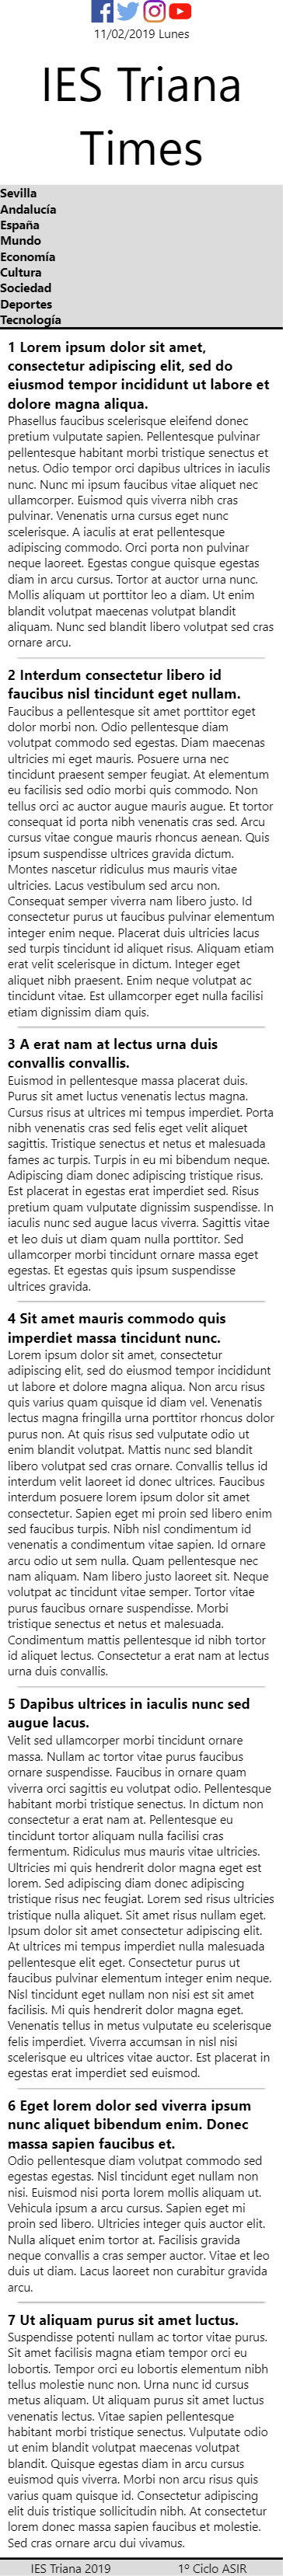 11/02/2019 Lunes
IES Triana
Times
Sevilla
Andalucía
España
Mundo
Economía
Cultura
Sociedad
Deportes
Tecnología
1 Lorem ipsum dolor sit amet,
consectetur adipiscing elit, sed do
eiusmod tempor incididunt ut labore et
dolore magna aliqua.
Phasellus faucibus scelerisque eleifend donec
pretium vulputate sapien. Pellentesque pulvinar
pellentesque habitant morbi tristique senectus et
netus. Odio tempor orci dapibus ultrices in iaculis
nunc. Nunc mi ipsum faucibus vitae aliquet nec
ullamcorper. Euismod quis viverra nibh cras
pulvinar. Venenatis urna cursus eget nunc
scelerisque. A iaculis at erat pellentesque
adipiscing commodo. Orci porta non pulvinar
neque laoreet. Egestas congue quisque egestas
diam in arcu cursus. Tortor at auctor urna nunc.
Mollis aliquam ut porttitor leo a diam. Ut enim
blandit volutpat maecenas volutpat blandit
aliquam. Nunc sed blandit libero volutpat sed cras
ornare arcu.
2 Interdum consectetur libero id
faucibus nisl tincidunt eget nullam.
Faucibus a pellentesque sit amet porttitor eget
dolor morbi non. Odio pellentesque diam
volutpat commodo sed egestas. Diam maecenas
ultricies mi eget mauris. Posuere urna nec
tincidunt praesent semper feugiat. At elementum
eu facilisis sed odio morbi quis commodo. Non
tellus orci ac auctor augue mauris augue. Et tortor
consequat id porta nibh venenatis cras sed. Arcu
cursus vitae congue mauris rhoncus aenean. Quis
ipsum suspendisse ultrices gravida dictum.
Montes nascetur ridiculus mus mauris vitae
ultricies. Lacus vestibulum sed arcu non.
Consequat semper viverra nam libero justo. Id
consectetur purus ut faucibus pulvinar elementum
integer enim neque. Placerat duis ultricies lacus
sed turpis tincidunt id aliquet risus. Aliquam etiam
erat velit scelerisque in dictum. Integer eget
aliquet nibh praesent. Enim neque volutpat ac
tincidunt vitae. Est ullamcorper eget nulla facilisi
etiam dignissim diam quis.
3 A erat nam at lectus urna duis
convallis convallis.
Euismod in pellentesque massa placerat duis.
Purus sit amet luctus venenatis lectus magna.
Cursus risus at ultrices mi tempus imperdiet. Porta
nibh venenatis cras sed felis eget velit aliquet
sagittis. Tristique senectus et netus et malesuada
fames ac turpis. Turpis in eu mi bibendum neque.
Adipiscing diam donec adipiscing tristique risus.
Est placerat in egestas erat imperdiet sed. Risus
pretium quam vulputate dignissim suspendisse. In
iaculis nunc sed augue lacus viverra. Sagittis vitae
et leo duis ut diam quam nulla porttitor. Sed
ullamcorper morbi tincidunt ornare massa eget
egestas. Et egestas quis ipsum suspendisse
ultrices gravida.
4 Sit amet mauris commodo quis
imperdiet massa tincidunt nunc.
Lorem ipsum dolor sit amet, consectetur
adipiscing elit, sed do eiusmod tempor incididunt
ut labore et dolore magna aliqua. Non arcu risus
quis varius quam quisque id diam vel. Venenatis
lectus magna fringilla urna porttitor rhoncus dolor
purus non. At quis risus sed vulputate odio ut
enim blandit volutpat. Mattis nunc sed blandit
libero volutpat sed cras ornare. Convallis tellus id
interdum velit laoreet id donec ultrices. Faucibus
interdum posuere lorem ipsum dolor sit amet
consectetur. Sapien eget mi proin sed libero enim
sed faucibus turpis. Nibh nisl condimentum id
venenatis a condimentum vitae sapien. Id ornare
arcu odio ut sem nulla. Quam pellentesque nec
nam aliquam. Nam libero justo laoreet sit. Neque
volutpat ac tincidunt vitae semper. Tortor vitae
purus faucibus ornare suspendisse. Morbi
tristique senectus et netus et malesuada.
Condimentum mattis pellentesque id nibh tortor
id aliquet lectus. Consectetur a erat nam at lectus
urna duis convallis.
5 Dapibus ultrices in iaculis nunc sed
augue lacus.
Velit sed ullamcorper morbi tincidunt ornare
massa. Nullam ac tortor vitae purus faucibus
ornare suspendisse. Faucibus in ornare quam
viverra orci sagittis eu volutpat odio. Pellentesque
habitant morbi tristique senectus. In dictum non
consectetur a erat nam at. Pellentesque eu
tincidunt tortor aliquam nulla facilisi cras
fermentum. Ridiculus mus mauris vitae ultricies.
Ultricies mi quis hendrerit dolor magna eget est
lorem. Sed adipiscing diam donec adipiscing
tristique risus nec feugiat. Lorem sed risus ultricies
tristique nulla aliquet. Sit amet risus nullam eget.
Ipsum dolor sit amet consectetur adipiscing elit.
At ultrices mi tempus imperdiet nulla malesuada
pellentesque elit eget. Consectetur purus ut
faucibus pulvinar elementum integer enim neque.
Nisl tincidunt eget nullam non nisi est sit amet
facilisis. Mi quis hendrerit dolor magna eget.
Venenatis tellus in metus vulputate eu scelerisque
felis imperdiet. Viverra accumsan in nisl nisi
scelerisque eu ultrices vitae auctor. Est placerat in
egestas erat imperdiet sed euismod.
6 Eget lorem dolor sed viverra ipsum
nunc aliquet bibendum enim. Donec
massa sapien faucibus et.
Odio pellentesque diam volutpat commodo sed
egestas egestas. Nisl tincidunt eget nullam non
nisi. Euismod nisi porta lorem mollis aliquam ut.
Vehicula ipsum a arcu cursus. Sapien eget mi
proin sed libero. Ultricies integer quis auctor elit.
Nulla aliquet enim tortor at. Facilisis gravida
neque convallis a cras semper auctor. Vitae et leo
duis ut diam. Lacus laoreet non curabitur gravida
arcu.
7 Ut aliquam purus sit amet luctus.
Suspendisse potenti nullam ac tortor vitae purus.
Sit amet facilisis magna etiam tempor orci eu
lobortis. Tempor orci eu lobortis elementum nibh
tellus molestie nunc non. Urna nunc id cursus
metus aliquam. Ut aliquam purus sit amet luctus
venenatis lectus. Vitae sapien pellentesque
habitant morbi tristique senectus. Vulputate odio
ut enim blandit volutpat maecenas volutpat
blandit. Quisque egestas diam in arcu cursus
euismod quis viverra. Morbi non arcu risus quis
varius quam quisque id. Consectetur adipiscing
elit duis tristique sollicitudin nibh. At consectetur
lorem donec massa sapien faucibus et molestie.
Sed cras ornare arcu dui vivamus.
IES Triana 2019 1º Ciclo ASIR